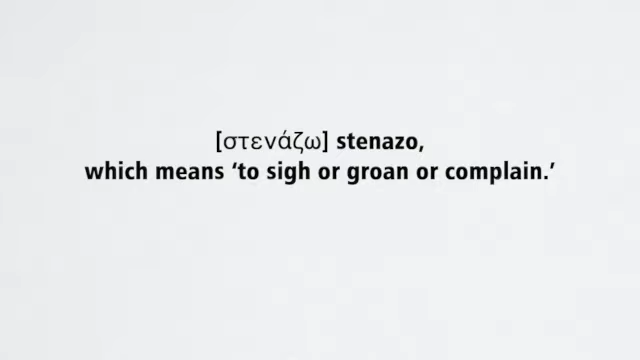 [στενάζω] stenazo,
which means ‘to sigh or groan or complain.’